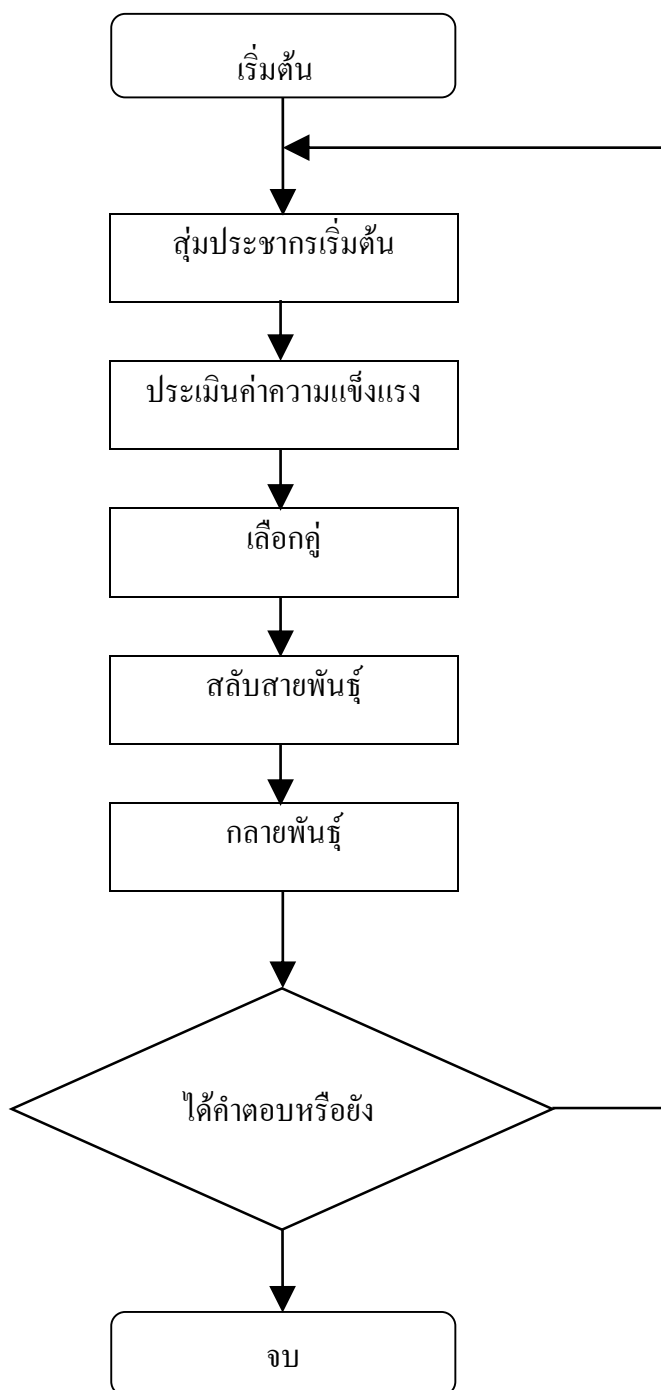 เริ่มต้น
สุ่มประชากรเริ่มต้น
ประเมินค่าความแข็งแรง
เลือกคู่
สลับสายพันธุ์
กลายพันธุ์
ได้คำตอบหรือยัง
จบ